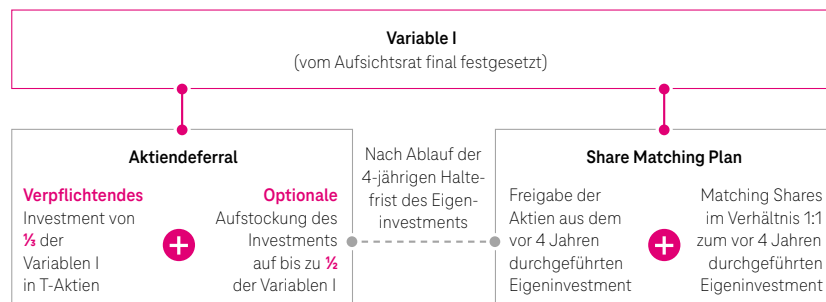 Variable I
(vom Aufsichtsrat final festgesetzt)
Aktiendeferral
Verpflichtendes
Investment von
⅓ der
Variablen I
in T-Aktien
Optionale
Aufstockung des
Investments
auf bis zu ½
der Variablen I
Nach Ablauf der
4-jährigen Halte-
frist des Eigen-
investments
Share Matching Plan
Freigabe der
Aktien aus dem
vor 4 Jahren
durchgeführten
Eigeninvestment
Matching Shares
im Verhältnis 1:1
zum vor 4 Jahren
durchgeführten
Eigeninvestment